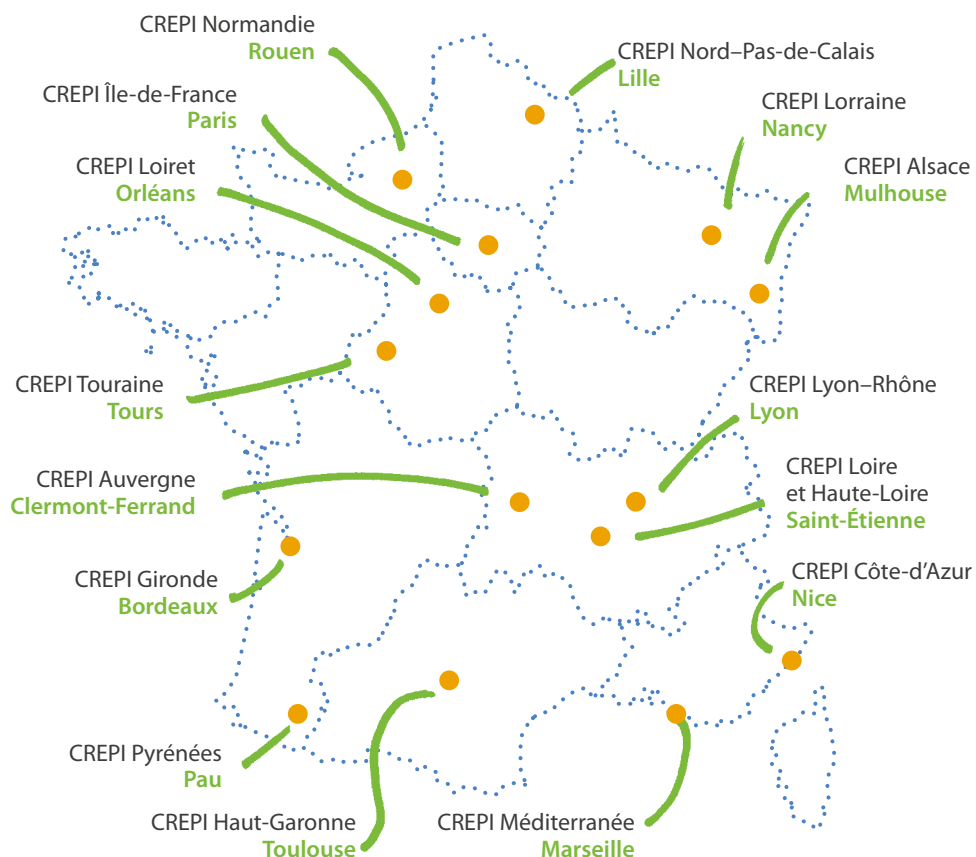 CREPI Normandie
Rouen
CREPI Nord–Pas-de-Calais
Lille
CREPI Île-de-France
Paris
CREPI Lorraine
Nancy
CREPI Loiret
Orléans
CREPI Alsace
Mulhouse
CREPI Touraine
Tours
CREPI Lyon–Rhône
Lyon
CREPI Auvergne
Clermont-Ferrand
CREPI Loire
et Haute-Loire
Saint-Étienne
CREPI Gironde
Bordeaux
CREPI Côte-d'Azur
Nice
CREPI Pyrénées
Pau
CREPI Haut-Garonne
Toulouse
CREPI Méditerranée
Marseille